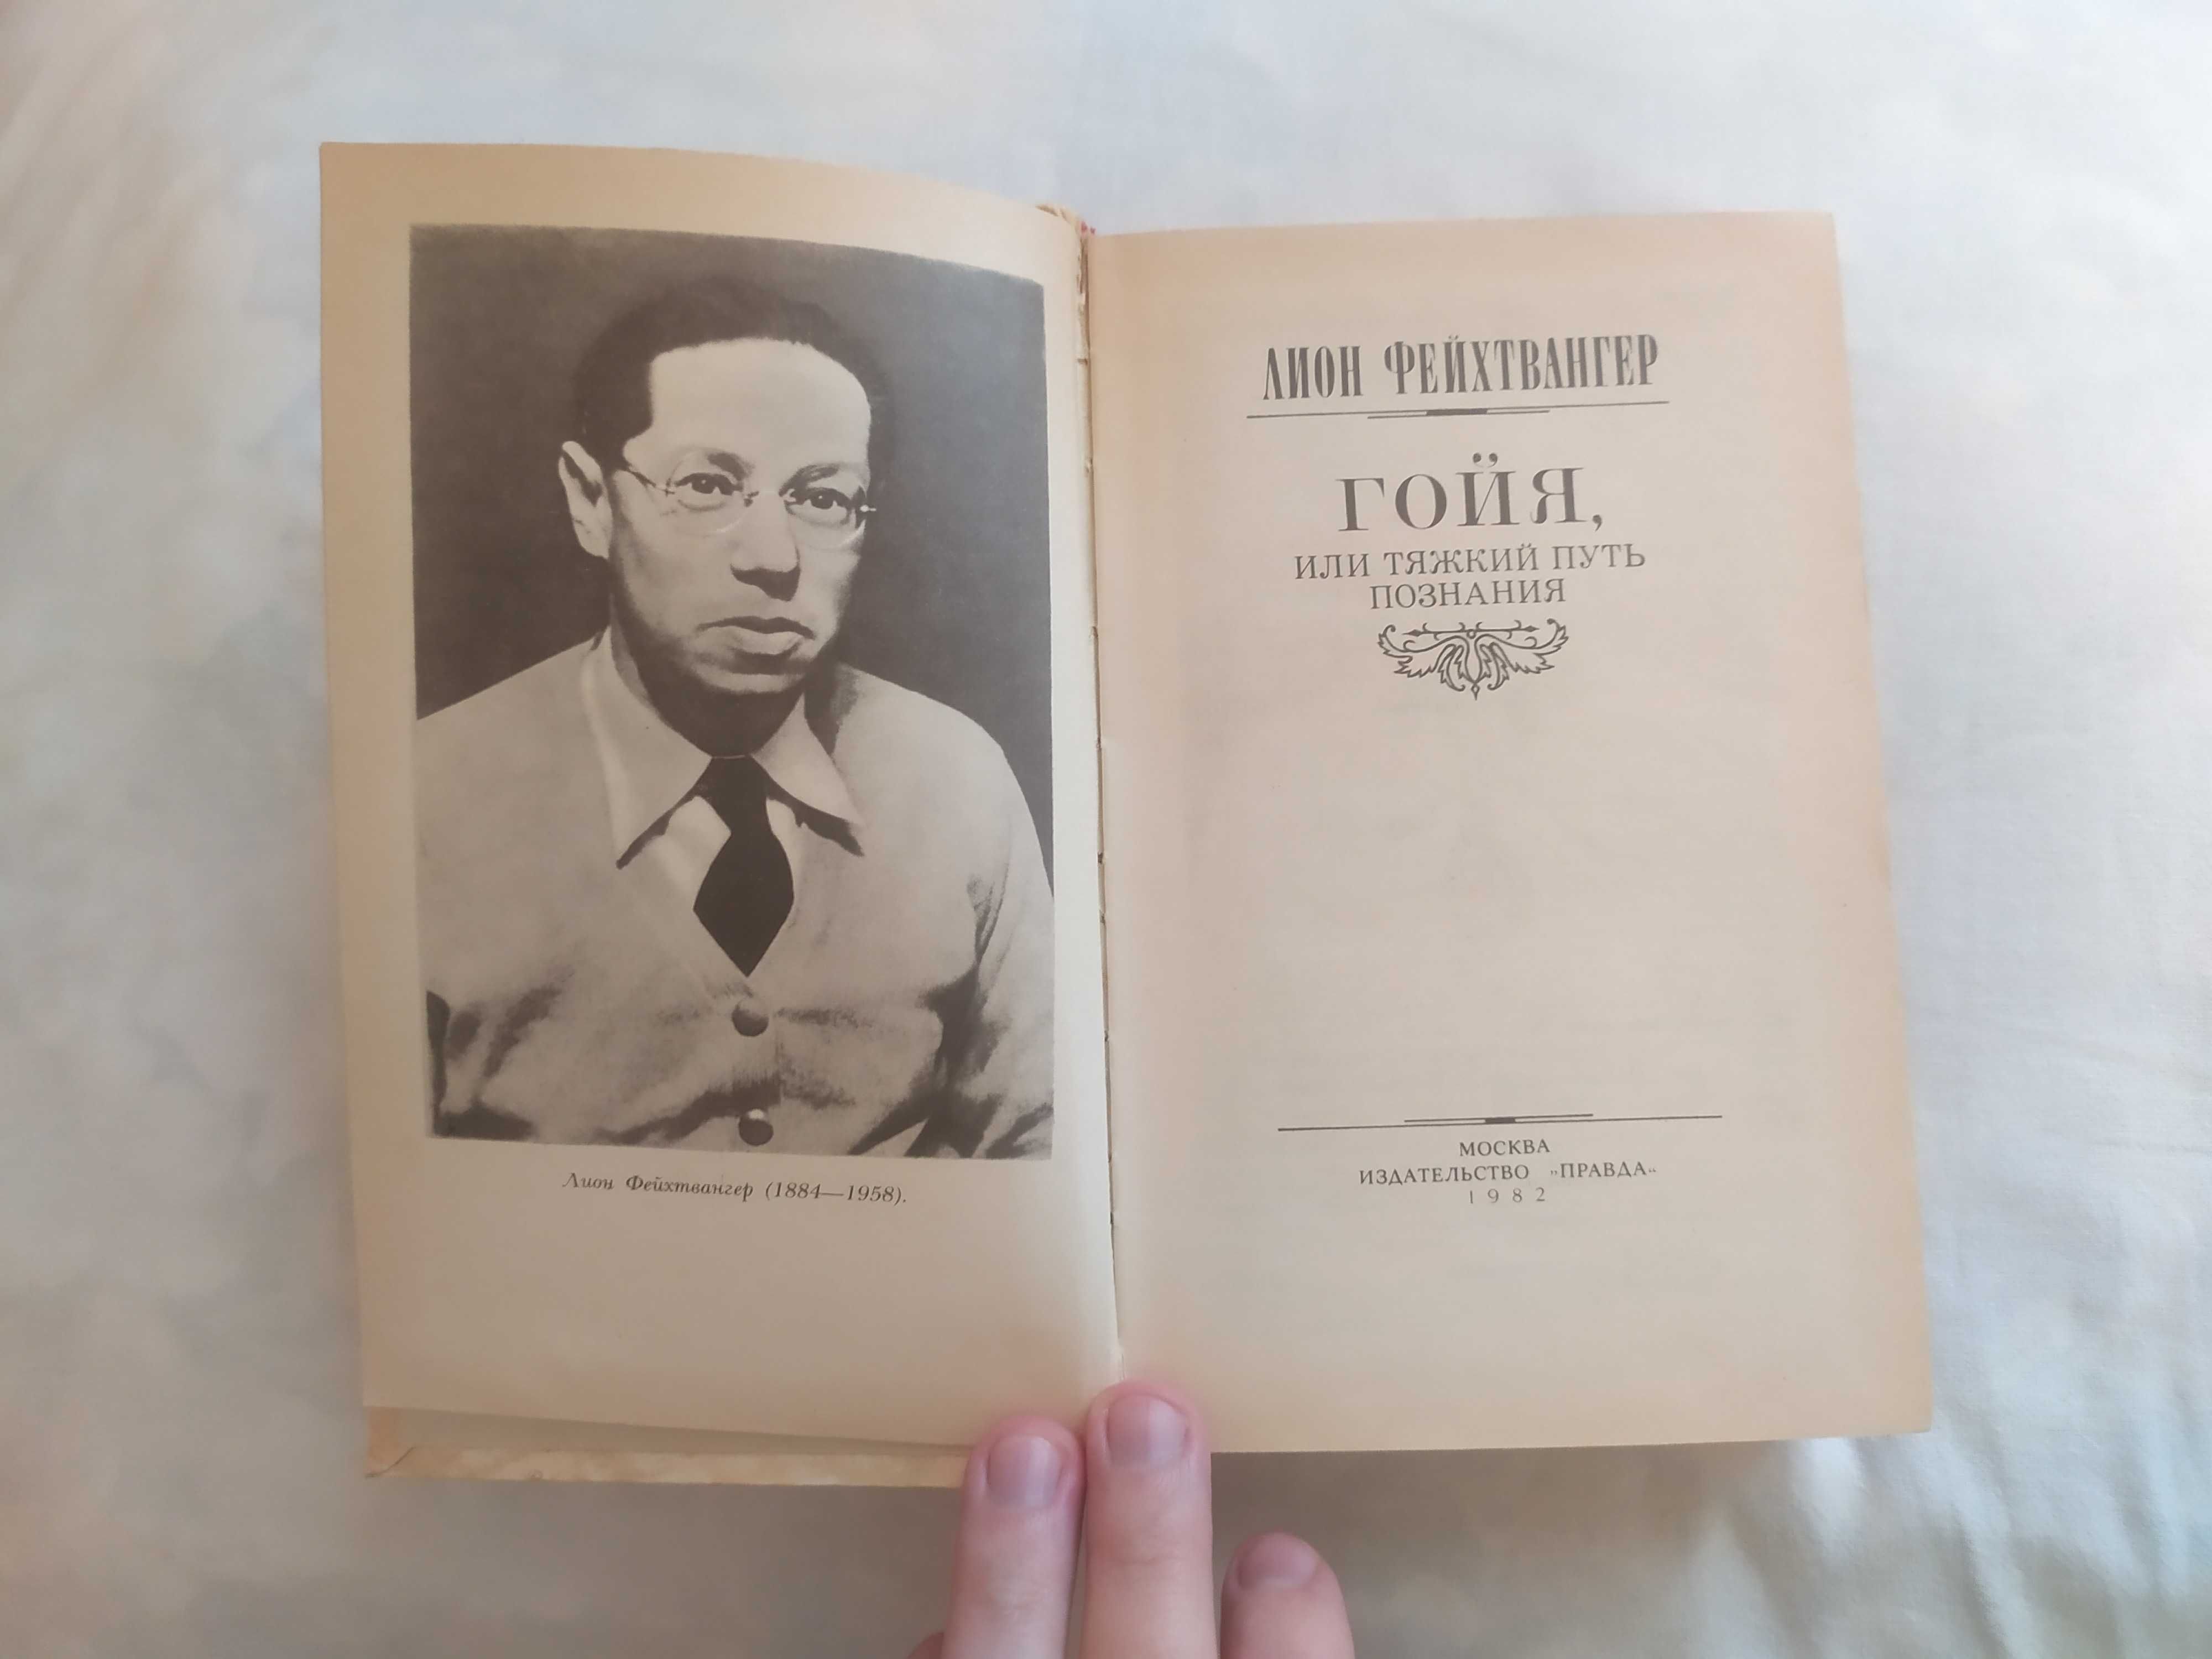 Лион Фейхтвангер (1884—1958).
ЛИОН ФЕЙХТВАНГЕР
ГОЙЯ,
ИЛИ ТЯЖКИЙ ПУТЬ
ПОЗНАНИЯ
МОСКВА
ИЗДАТЕЛЬСТВО „ПРАВДА“
1982